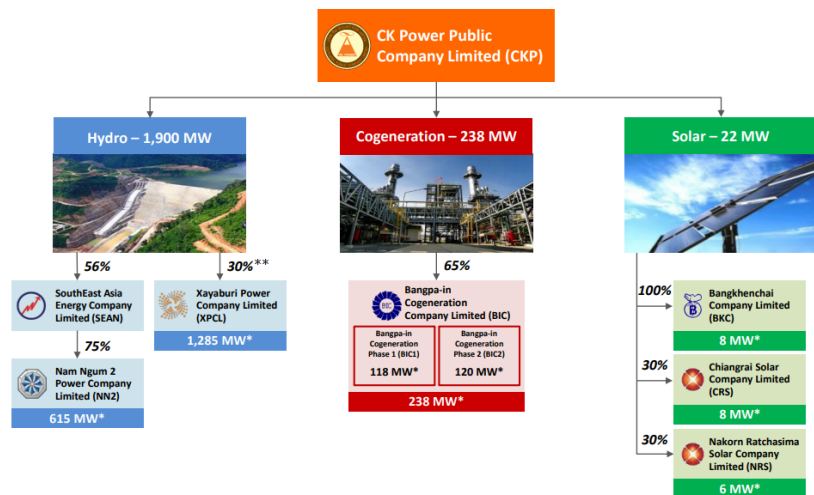 CK Power Public
Company Limited (CKP)
Hydro – 1,900 MW
Cogeneration – 238 MW
Solar – 22 MW
56%
30%**
65%
SouthEast Asia
Energy Company
Limited (SEAN)
Xayaburi Power
Company Limited
(XPCL)
1,285 MW*
75%
Nam Ngum 2
Power Company
Limited (NN2)
615 MW*
BIC
Bangpa-in
Cogeneration
Company Limited (BIC)
Bangpa-in
Cogeneration
Phase 1 (BIC1)
118 MW*
Bangpa-in
Cogeneration
Phase 2 (BIC2)
120 MW*
238 MW*
100%
B
Bangkhenchai
Company Limited
(BKC)
8 MW*
30%
Chiangrai Solar
Company Limited
(CRS)
8 MW*
30%
Nakorn Ratchasima
Solar Company
Limited (NRS)
6 MW*